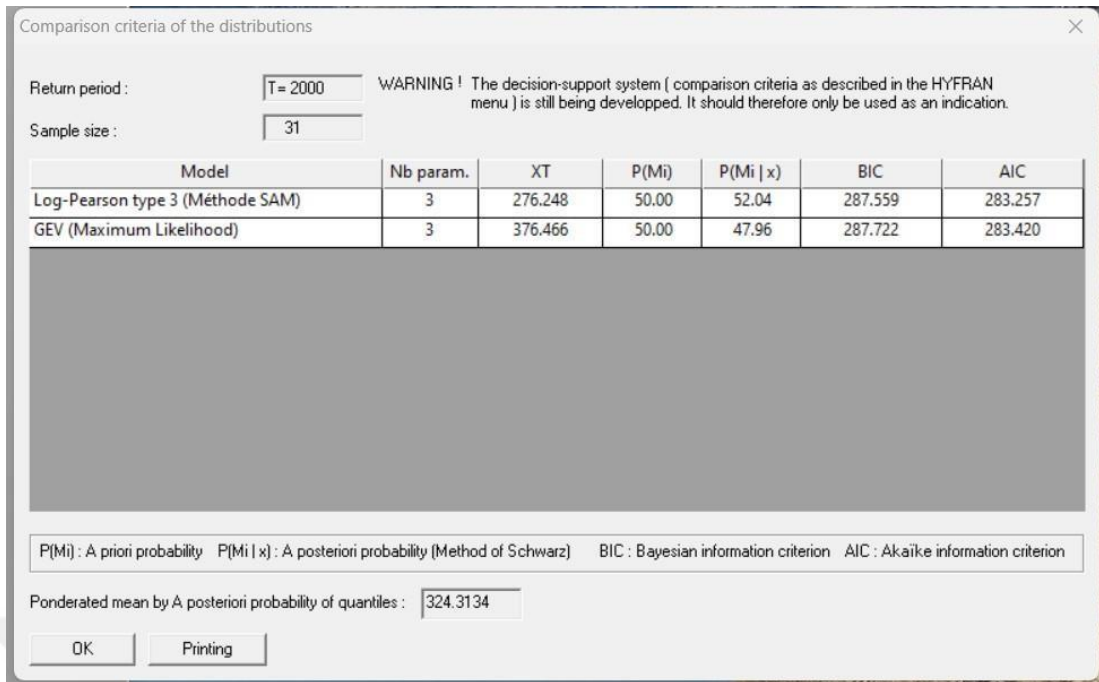 Comparison criteria of the distributions
Return period : T= 2000 WARNING ! The decision-support system ( comparison criteria as described in the HYFRAN
menu ) is still being developped. It should therefore only be used as an indication.
Sample size : 31
Model Nb param. XT P(Mi) P(Mi | x) BIC AIC
Log-Pearson type 3 (Méthode SAM) 3 276.248 50.00 52.04 287.559 283.257
GEV (Maximum Likelihood) 3 376.466 50.00 47.96 287.722 283.420
P(Mi) : A priori probability P(Mi | x) : A posteriori probability (Method of Schwarz) BIC : Bayesian information criterion AIC : Akaïke information criterion
Ponderated mean by A posteriori probability of quantiles : 324.3134
OK Printing